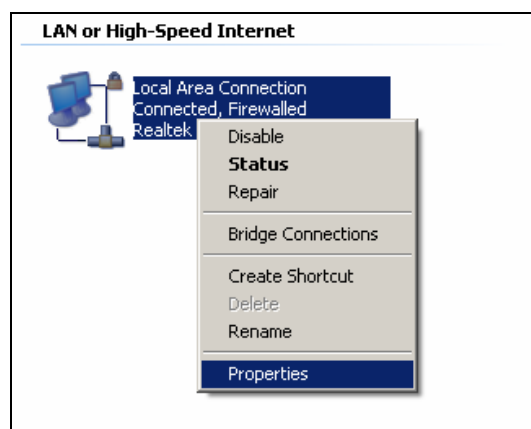 LAN or High-Speed Internet
Local Area Connection
Connected, Firewalled
Realtek
Disable
Status
Repair
Bridge Connections
Create Shortcut
Delete
Rename
Properties